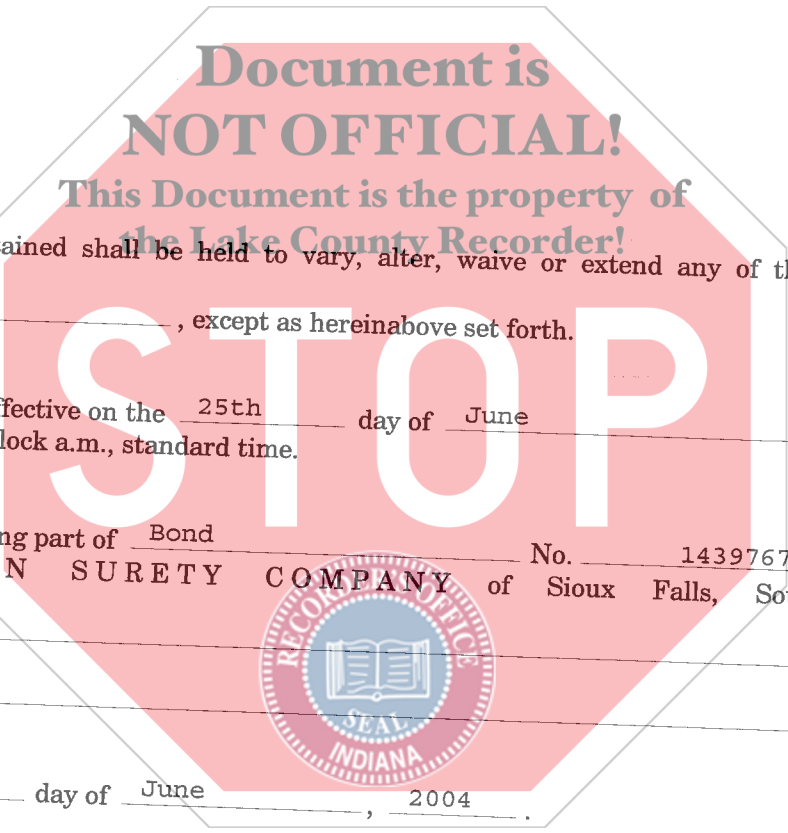 Document is
NOT OFFICIAL!
This Document is the property of
the Lake County Recorder!
ained shall be held to vary, alter, waive or extend any of th
, except as hereinabove set forth.
STOP
ffective on the 25th day of June
lock a.m., standard time.
ng part of Bond No. 1439767
N SURETY COMPANY of Sioux Falls, Sou
RECORDER'S OFFICE
SEAL
INDIANA
day of June , 2004 .